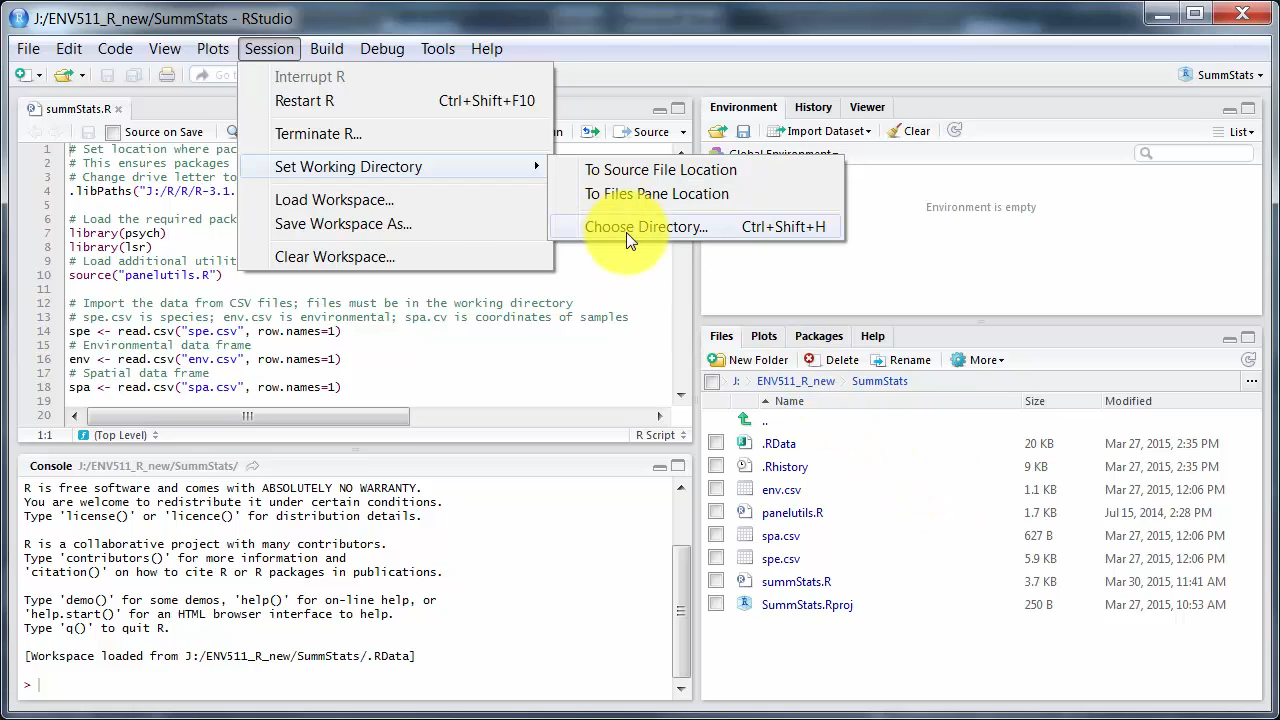 J:/ENV511_R_new/SummStats - RStudio
File Edit Code View Plots Session Build Debug Tools Help
Go t
SummStats
Interrupt R
Restart R Ctrl+Shift+F10
Terminate R...
Set Working Directory
Load Workspace...
Save Workspace As...
Clear Workspace...
To Source File Location
To Files Pane Location
Choose Directory... Ctrl+Shift+H
summStats.R
Source on Save
Source
1 # Set location where pac
2 # This ensures packages
3 # Change drive letter to
4 .libPaths("J:/R/R/R-3.1.
5
6 # Load the required pack
7 library(psych)
8 library(lsr)
9 # Load additional utilit
10 source("panelutils.R")
11
12 # Import the data from CSV files; files must be in the working directory
13 # spe.csv is species; env.csv is environmental; spa.cv is coordinates of samples
14 spe <- read.csv("spe.csv", row.names=1)
15 # Environmental data frame
16 env <- read.csv("env.csv", row.names=1)
17 # Spatial data frame
18 spa <- read.csv("spa.csv", row.names=1)
19
20
1:1 (Top Level) R Script
Console J:/ENV511_R_new/SummStats/
R is free software and comes with ABSOLUTELY NO WARRANTY.
You are welcome to redistribute it under certain conditions.
Type 'license()' or 'licence()' for distribution details.
R is a collaborative project with many contributors.
Type 'contributors()' for more information and
'citation()' on how to cite R or R packages in publications.
Type 'demo()' for some demos, 'help()' for on-line help, or
'help.start()' for an HTML browser interface to help.
Type 'q()' to quit R.
[Workspace loaded from J:/ENV511_R_new/SummStats/.RData]
>
Environment History Viewer
Import Dataset Clear List
Global Environment
Environment is empty
Files Plots Packages Help
New Folder Delete Rename More
J: ENV511_R_new SummStats ...
Name Size Modified
..
.RData 20 KB Mar 27, 2015, 2:35 PM
.Rhistory 9 KB Mar 27, 2015, 2:35 PM
env.csv 1.1 KB Mar 27, 2015, 12:06 PM
panelutils.R 1.7 KB Jul 15, 2014, 2:28 PM
spa.csv 627 B Mar 27, 2015, 12:06 PM
spe.csv 5.9 KB Mar 27, 2015, 12:06 PM
summStats.R 3.7 KB Mar 30, 2015, 11:41 AM
SummStats.Rproj 250 B Mar 27, 2015, 10:53 AM